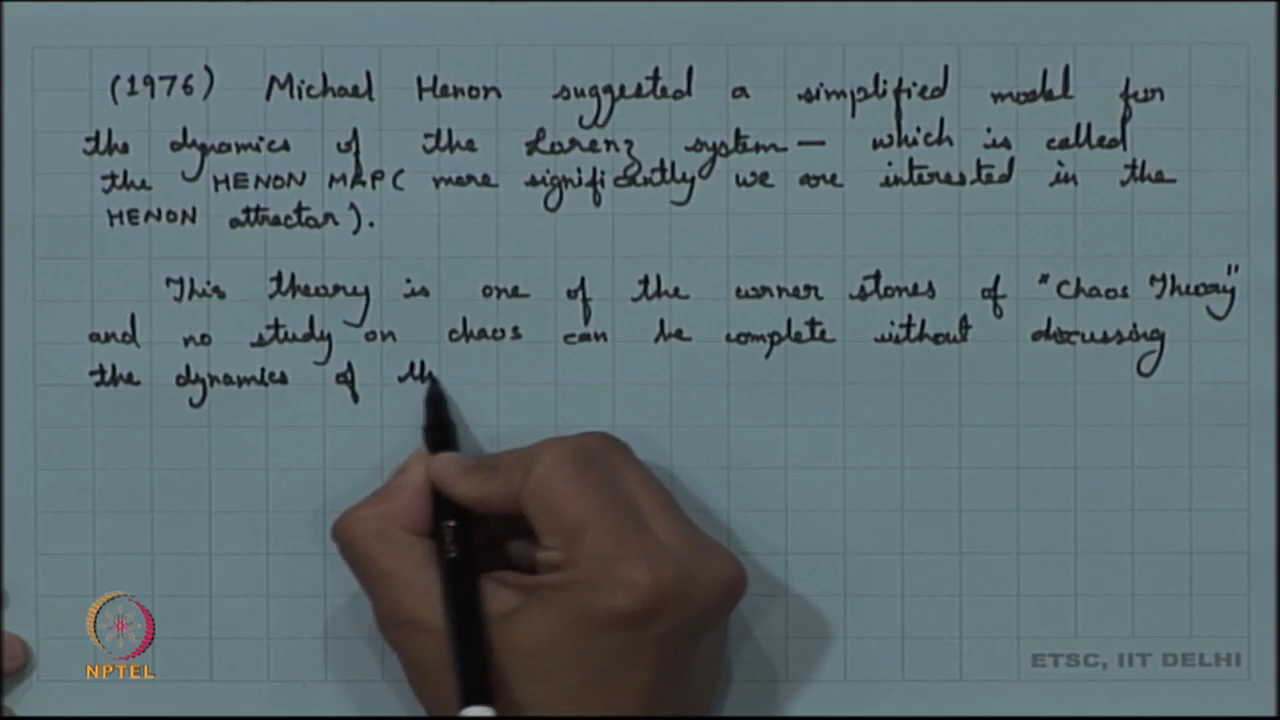 (1976) Michael Henon suggested a simplified model for
the dynamics of the Lorenz system — which is called
the HENON MAP ( more significantly we are interested in the
HENON attractor ).
This theory is one of the corner stones of "Chaos Theory"
and no study on chaos can be complete without discussing
the dynamics of th
NPTEL
ETSC, IIT DELHI